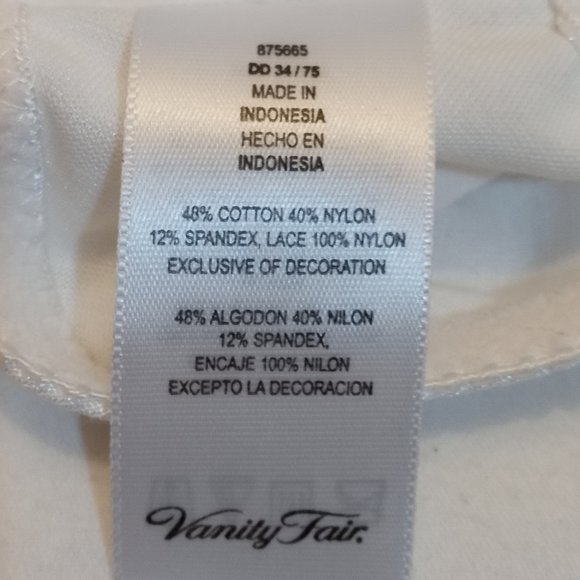 875665
DD 34 / 75
MADE IN
INDONESIA
HECHO EN
INDONESIA
48% COTTON 40% NYLON
12% SPANDEX, LACE 100% NYLON
EXCLUSIVE OF DECORATION
48% ALGODON 40% NILON
12% SPANDEX,
ENCAJE 100% NILON
EXCEPTO LA DECORACION
Vanity Fair.